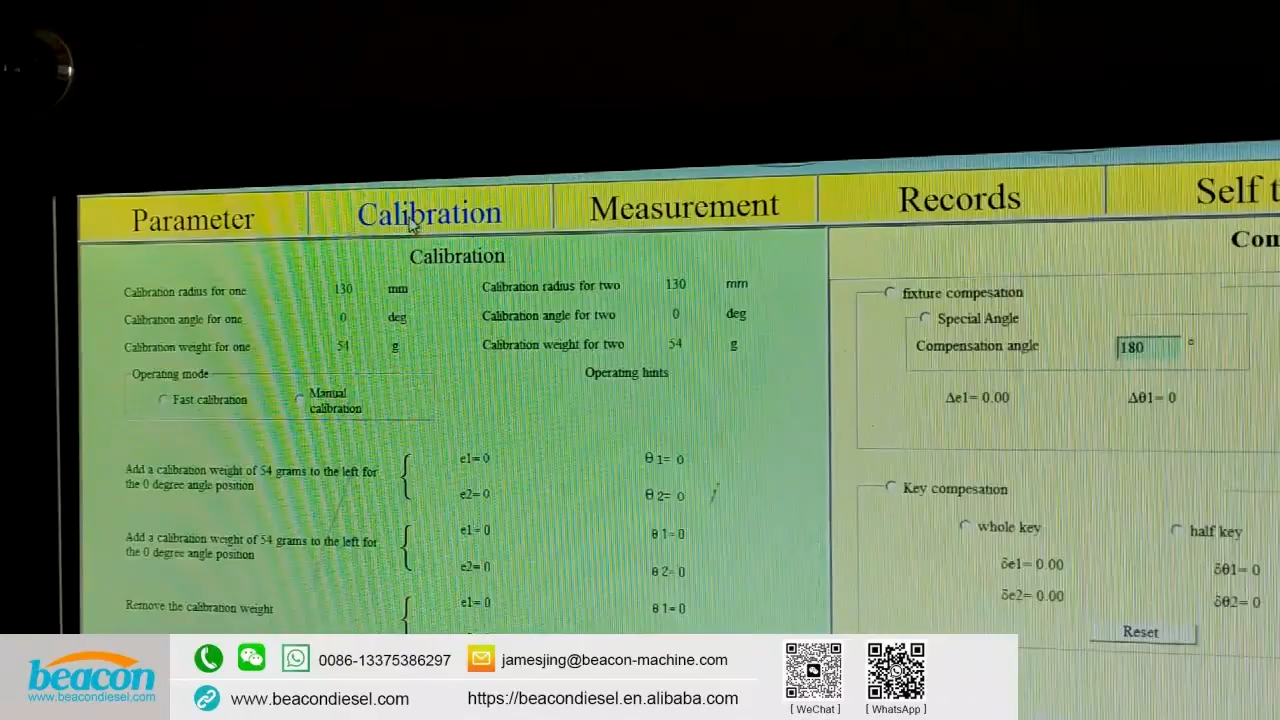 Parameter Calibration Measurement Records Self
Calibration
Con
Calibration radius for one 130 mm Calibration radius for two 130 mm
Calibration angle for one 0 deg Calibration angle for two 0 deg
Calibration weight for one 54 g Calibration weight for two 54 g
Operating mode
Operating hints
Fast calibration Manual
calibration
Add a calibration weight of 54 grams to the left for
the 0 degree angle position
e1= 0 θ 1= 0
e2= 0 θ 2= 0
Add a calibration weight of 54 grams to the left for
the 0 degree angle position
e1= 0 θ 1= 0
e2= 0 θ 2= 0
Remove the calibration weight
e1= 0 θ 1= 0
fixture compesation
Special Angle
Compensation angle 180 °
Δe1= 0.00 Δθ1= 0
Key compesation
whole key half key
δe1= 0.00 δθ1= 0
δe2= 0.00 δθ2= 0
Reset
beacon
www.beacondiesel.com
0086-13375386297 jamesjing@beacon-machine.com
www.beacondiesel.com https://beacondiesel.en.alibaba.com
[ WeChat ] [ WhatsApp ]